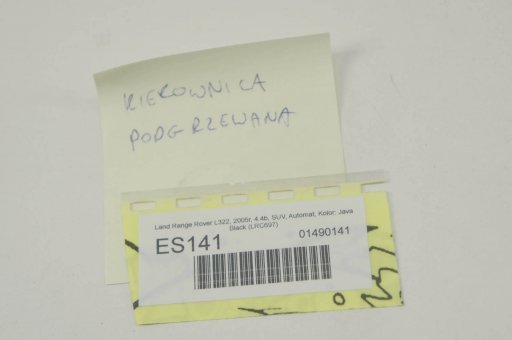 KIEROWNICA
PODGRZEWANA
Land Range Rover L322, 2005r, 4.4b, SUV, Automat, Kolor: Java
Black (LRC697)
ES141
01490141